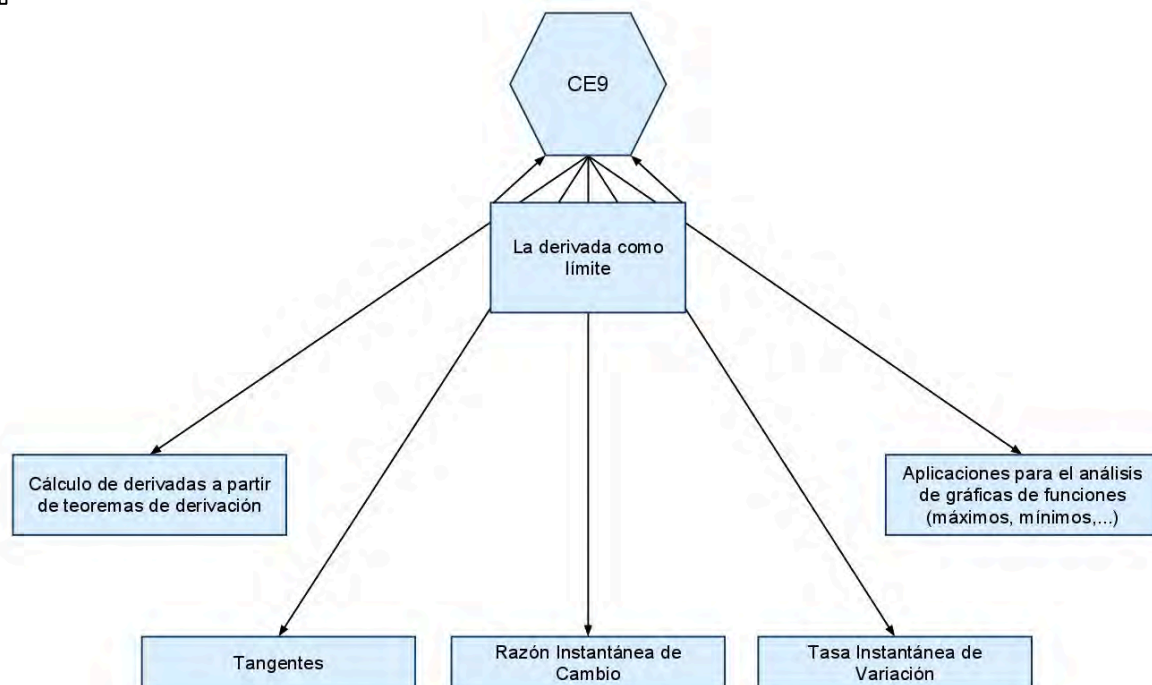 CE9
La derivada como
límite
Cálculo de derivadas a partir
de teoremas de derivación
Aplicaciones para el análisis
de gráficas de funciones
(máximos, mínimos,...)
Tangentes
Razón Instantánea de
Cambio
Tasa Instantánea de
Variación